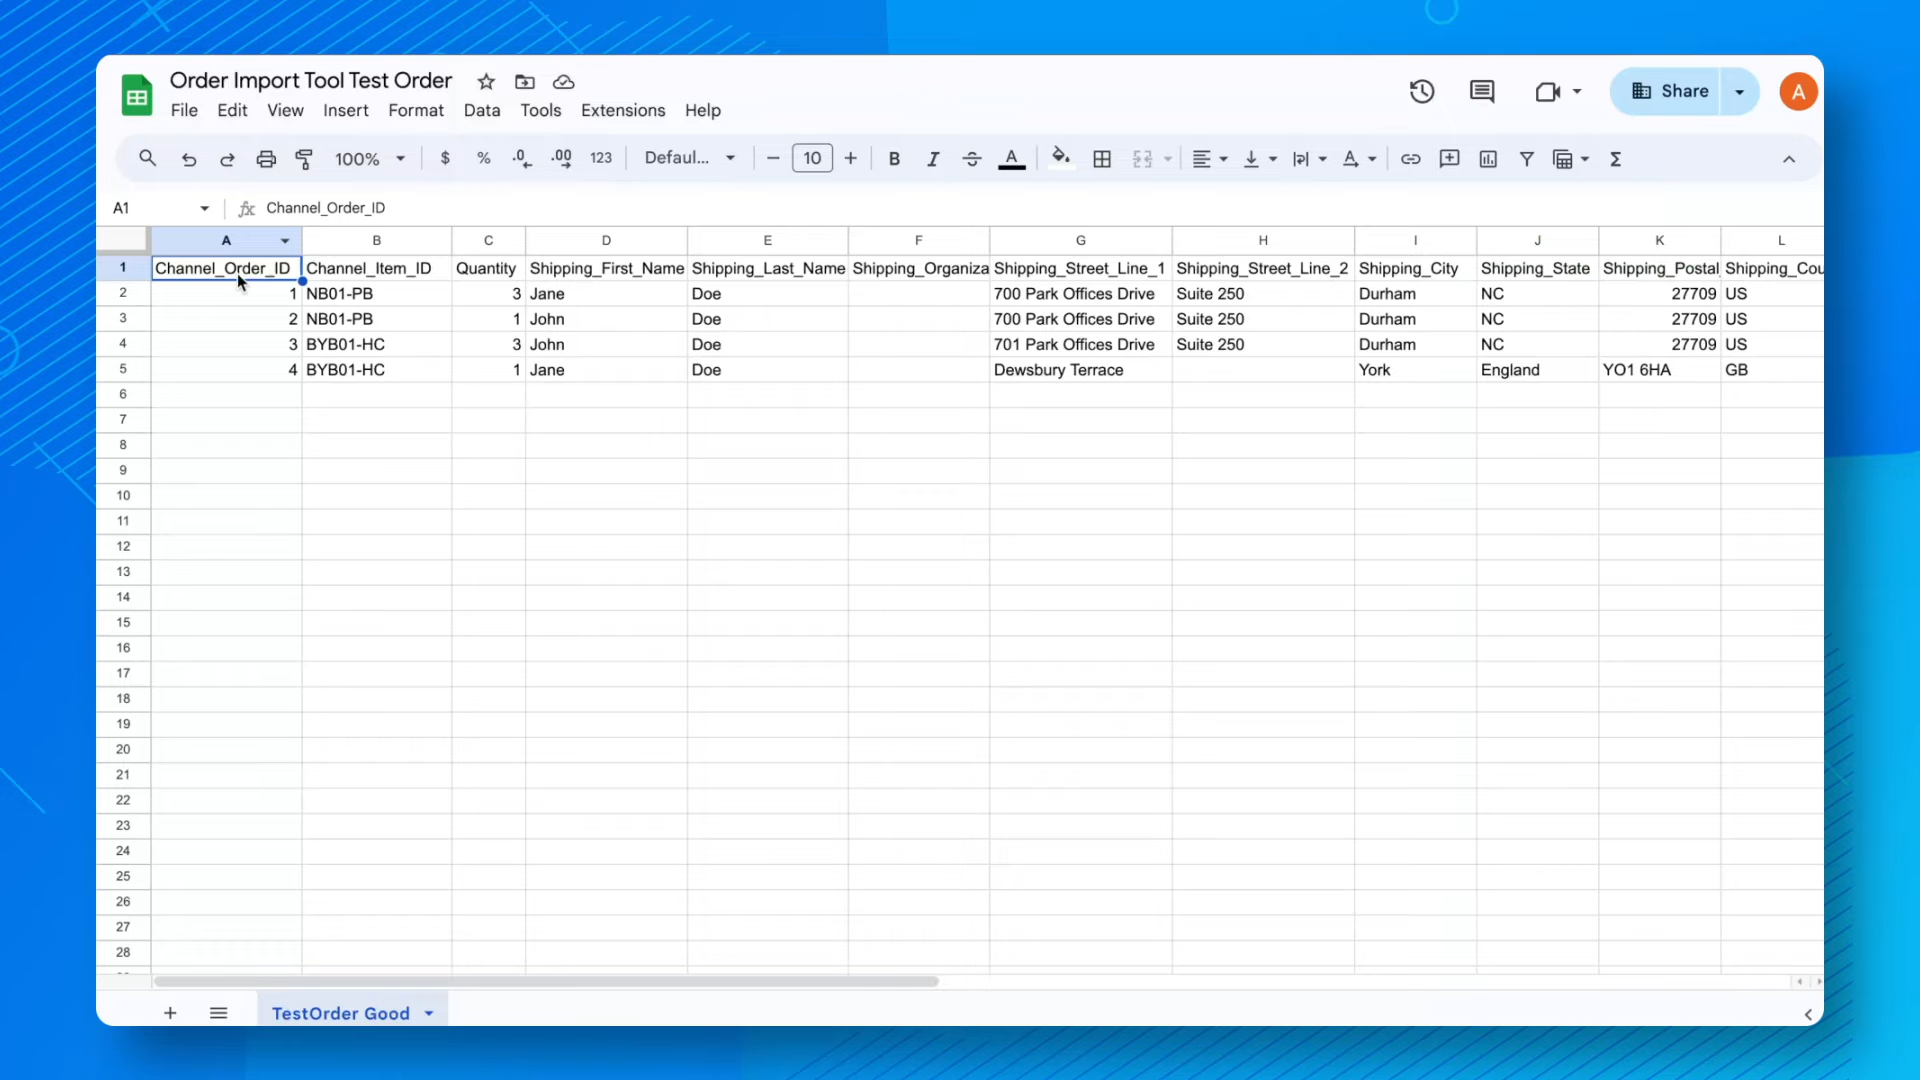 Order Import Tool Test Order
File Edit View Insert Format Data Tools Extensions Help
Share
A
100% $ % .0 .00 123 Defaul... 10 B I S A A Σ
A1 fx Channel_Order_ID
A B C D E F G H I J K L
1 Channel_Order_ID Channel_Item_ID Quantity Shipping_First_Name Shipping_Last_Name Shipping_Organiza Shipping_Street_Line_1 Shipping_Street_Line_2 Shipping_City Shipping_State Shipping_Postal Shipping_Cou
2 1 NB01-PB 3 Jane Doe 700 Park Offices Drive Suite 250 Durham NC 27709 US
3 2 NB01-PB 1 John Doe 700 Park Offices Drive Suite 250 Durham NC 27709 US
4 3 BYB01-HC 3 John Doe 701 Park Offices Drive Suite 250 Durham NC 27709 US
5 4 BYB01-HC 1 Jane Doe Dewsbury Terrace York England YO1 6HA GB
6
7
8
9
10
11
12
13
14
15
16
17
18
19
20
21
22
23
24
25
26
27
28
TestOrder Good